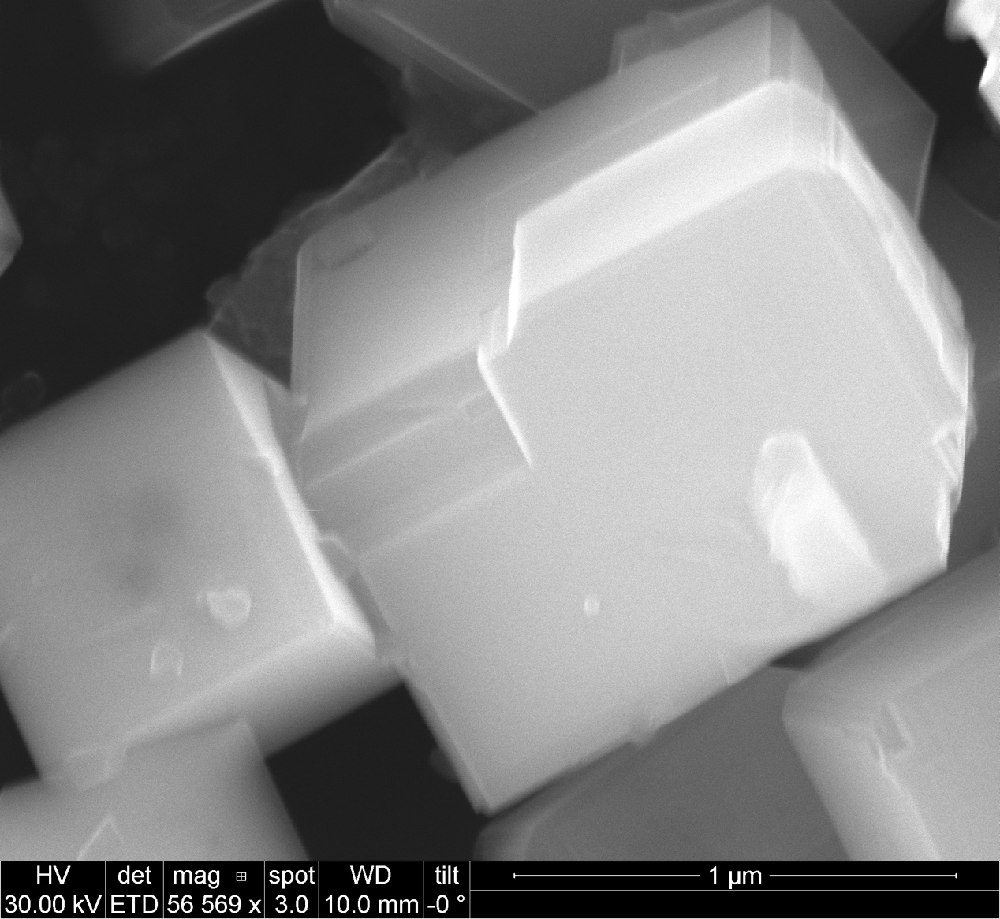 HV det mag ⊞ spot WD tilt
30.00 kV ETD 56 569 x 3.0 10.0 mm -0 °
1 µm